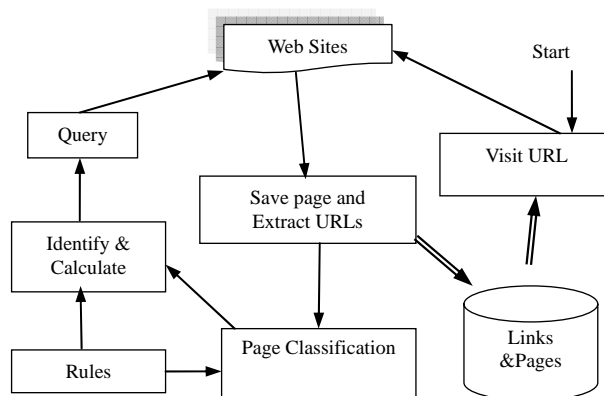 Web Sites
Start
Query
Visit URL
Save page and
Extract URLs
Identify &
Calculate
Page Classification
Links
&Pages
Rules